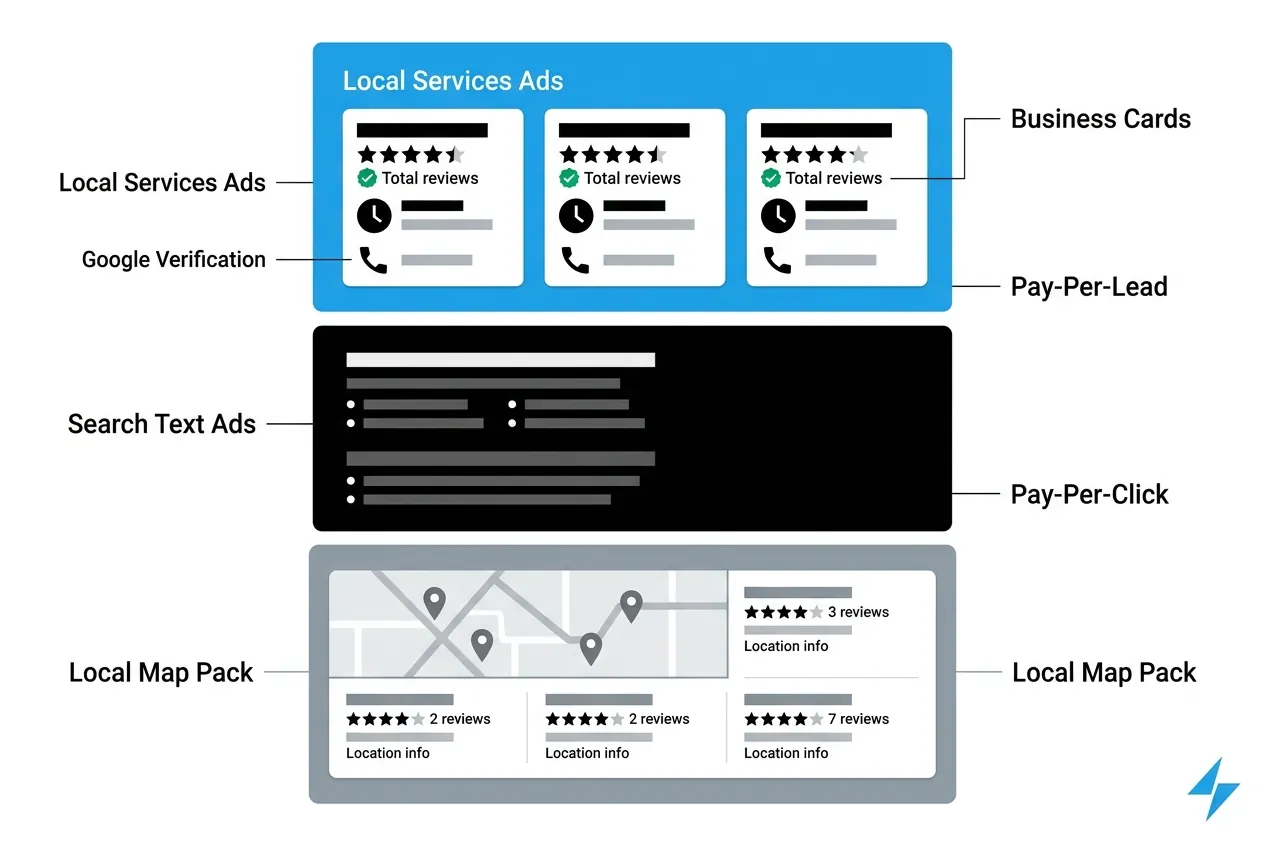 Local Services Ads
Business Cards
Local Services Ads
Total reviews
Total reviews
Total reviews
Google Verification
Pay-Per-Lead
Search Text Ads
Pay-Per-Click
3 reviews
Location info
Local Map Pack
Local Map Pack
2 reviews
2 reviews
7 reviews
Location info
Location info
Location info